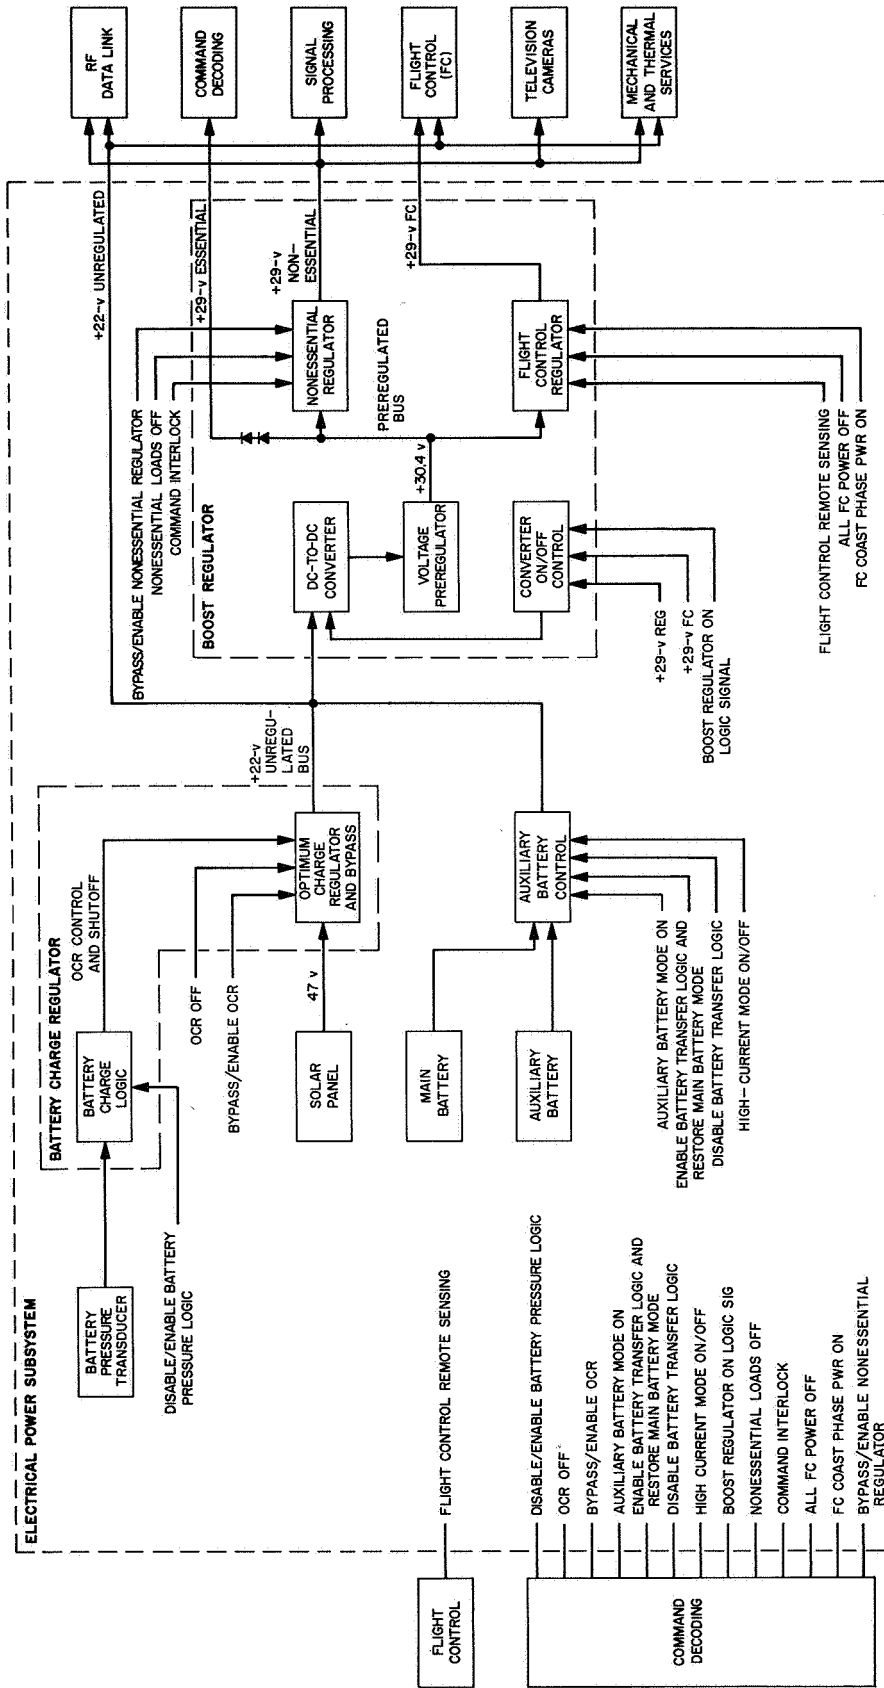 ELECTRICAL POWER SUBSYSTEM
BATTERY CHARGE REGULATOR
BATTERY
PRESSURE
TRANSDUCER
DISABLE/ENABLE BATTERY
PRESSURE LOGIC
BATTERY
CHARGE
LOGIC
OCR CONTROL
AND SHUTOFF
OCR OFF
BYPASS/ENABLE OCR
SOLAR
PANEL
47 v
OPTIMUM
CHARGE
REGULATOR
AND BYPASS
MAIN
BATTERY
AUXILIARY
BATTERY
AUXILIARY
BATTERY
CONTROL
AUXILIARY BATTERY MODE ON
ENABLE BATTERY TRANSFER LOGIC AND
RESTORE MAIN BATTERY MODE
DISABLE BATTERY TRANSFER LOGIC
HIGH-CURRENT MODE ON/OFF
+22-v
UNREGU-
LATED
BUS
+22-v UNREGULATED
BYPASS/ENABLE NONESSENTIAL REGULATOR
NONESSENTIAL LOADS OFF
COMMAND INTERLOCK
BOOST REGULATOR
DC-TO-DC
CONVERTER
VOLTAGE
PREREGULATOR
CONVERTER
ON/OFF
CONTROL
+29-v REG
+29-v FC
BOOST REGULATOR ON
LOGIC SIGNAL
+30.4 v
PREREGULATED
BUS
NONESSENTIAL
REGULATOR
FLIGHT
CONTROL
REGULATOR
FLIGHT CONTROL REMOTE SENSING
ALL FC POWER OFF
FC COAST PHASE PWR ON
+29-v ESSENTIAL
+29-v
NON-
ESSENTIAL
+29-v FC
RF
DATA LINK
COMMAND
DECODING
SIGNAL
PROCESSING
FLIGHT
CONTROL
(FC)
TELEVISION
CAMERAS
MECHANICAL
AND THERMAL
SERVICES
FLIGHT
CONTROL
FLIGHT CONTROL REMOTE SENSING
COMMAND
DECODING
DISABLE/ENABLE BATTERY PRESSURE LOGIC
OCR OFF
BYPASS/ENABLE OCR
AUXILIARY BATTERY MODE ON
ENABLE BATTERY TRANSFER LOGIC AND
RESTORE MAIN BATTERY MODE
DISABLE BATTERY TRANSFER LOGIC
HIGH CURRENT MODE ON/OFF
BOOST REGULATOR ON LOGIC SIG
NONESSENTIAL LOADS OFF
COMMAND INTERLOCK
ALL FC POWER OFF
FC COAST PHASE PWR ON
BYPASS/ENABLE NONESSENTIAL
REGULATOR